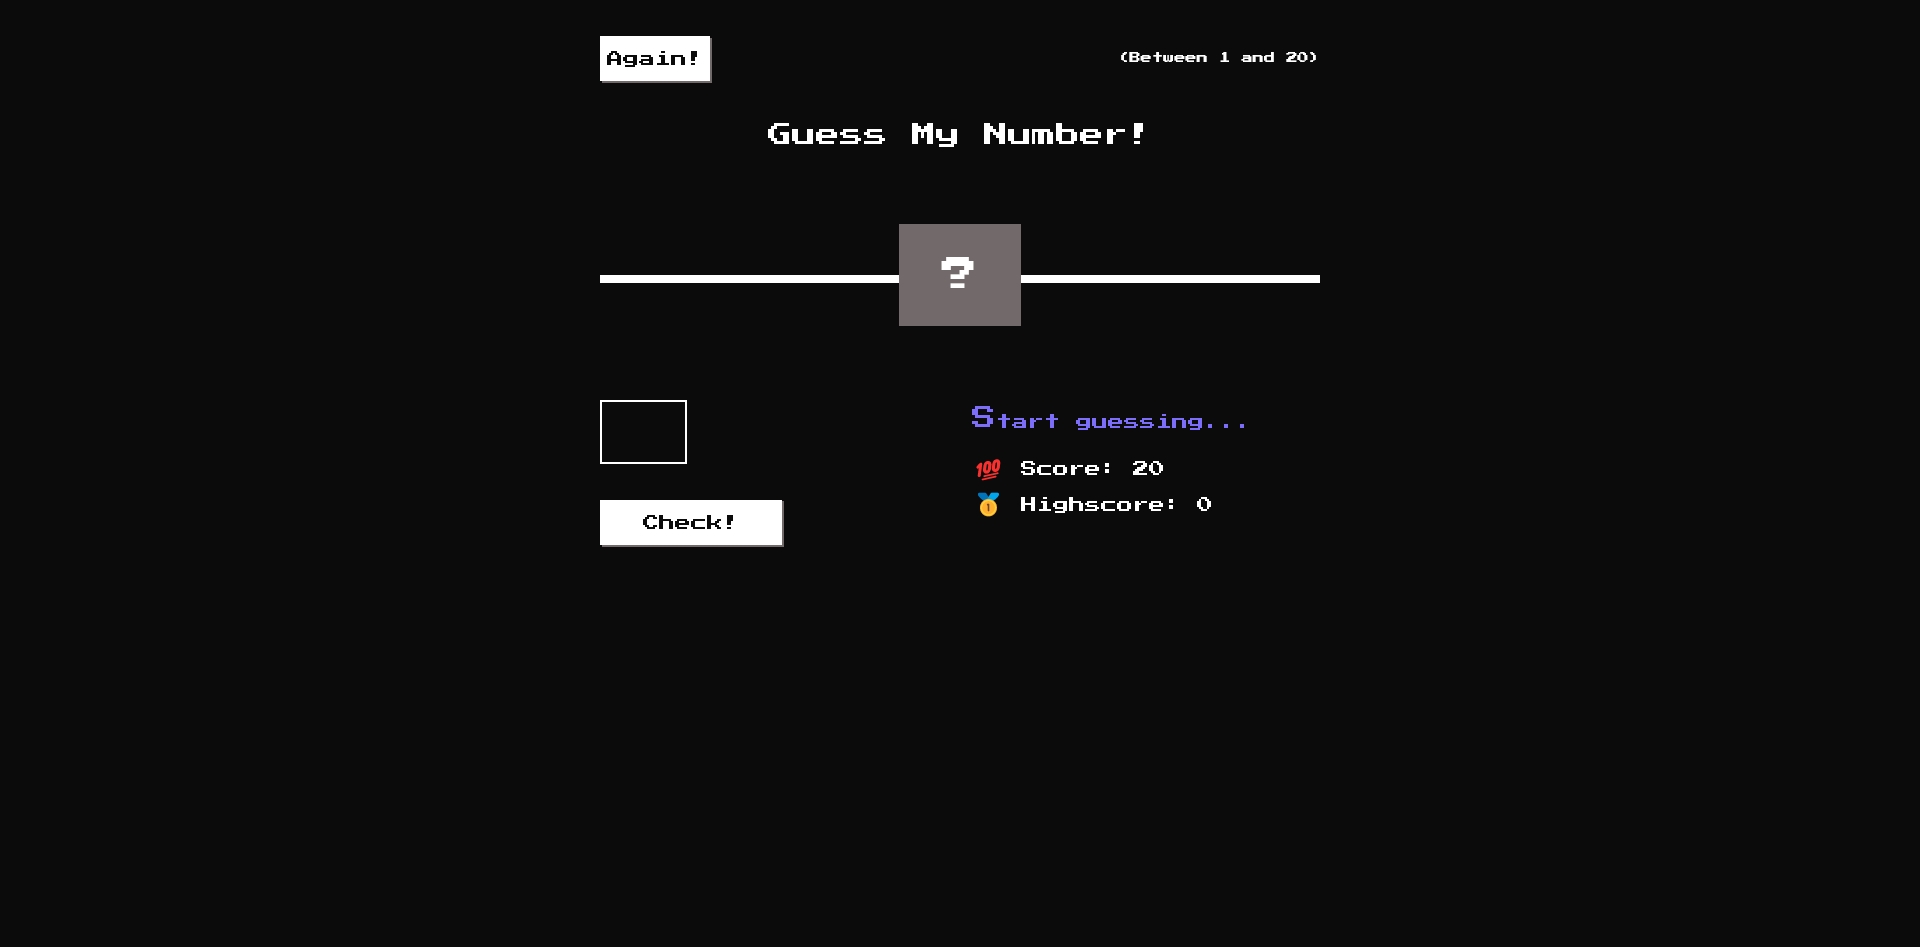 Again!
(Between 1 and 20)
Guess My Number!
?
Start guessing...
💯 Score: 20
🥇 Highscore: 0
Check!